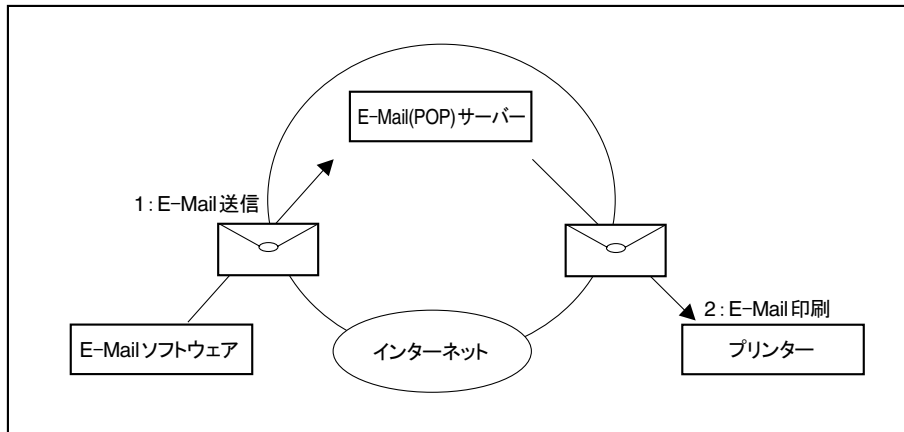 E-Mail(POP)サーバー
1:E-Mail送信
2:E-Mail印刷
E-Mailソフトウェア
インターネット
プリンター